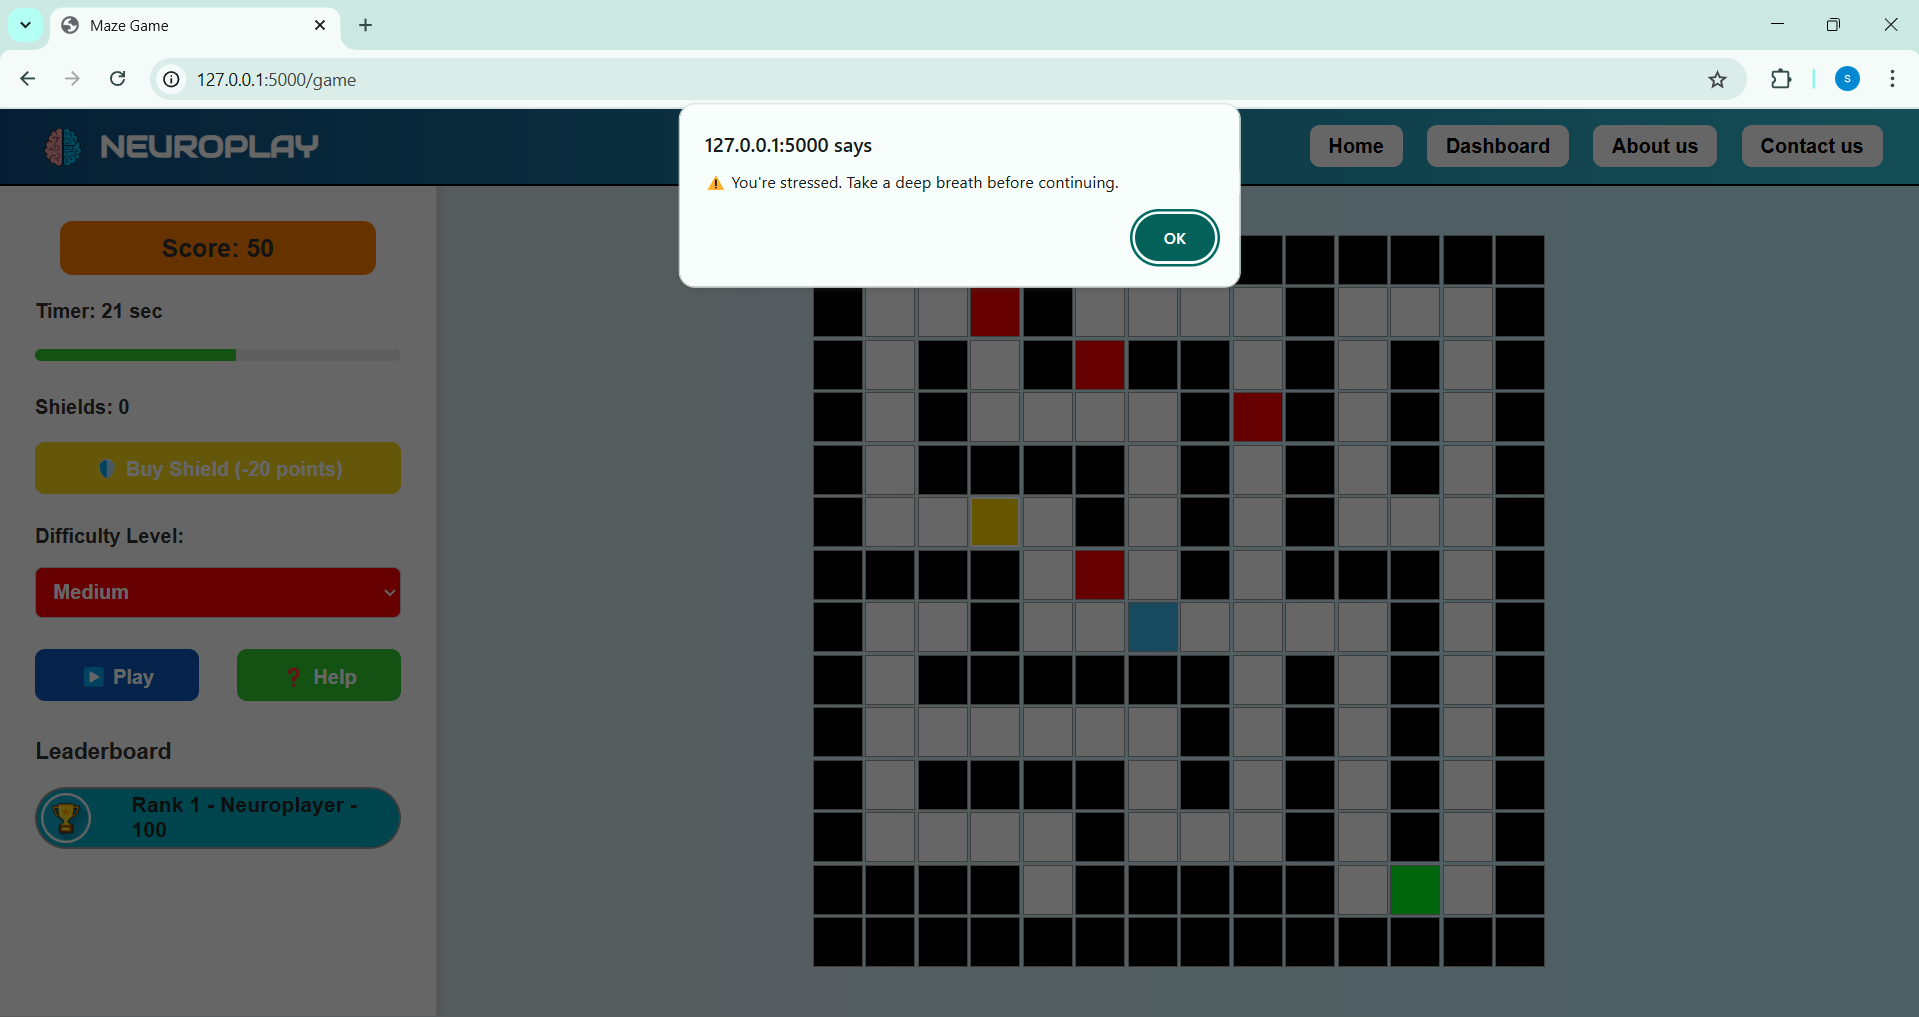 Maze Game
127.0.0.1:5000/game
S
NEUROPLAY
Home
Dashboard
About us
Contact us
127.0.0.1:5000 says
⚠️ You're stressed. Take a deep breath before continuing.
OK
Score: 50
Timer: 21 sec
Shields: 0
🛡️ Buy Shield (-20 points)
Difficulty Level:
Medium
▶️ Play
❓ Help
Leaderboard
Rank 1 - Neuroplayer -
100